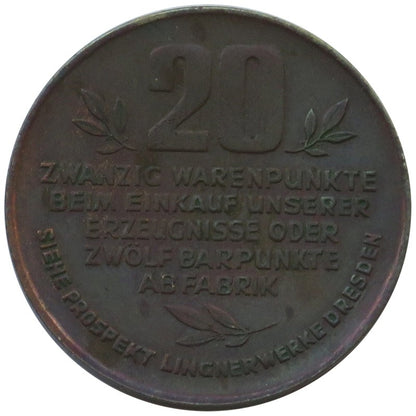 20
ZWANZIG WARENPUNKTE
BEIM EINKAUF UNSERER
ERZEUGNISSE ODER
ZWÖLF BARPUNKTE
AB FABRIK
SIEHE PROSPEKT LINGNERWERKE DRESDEN